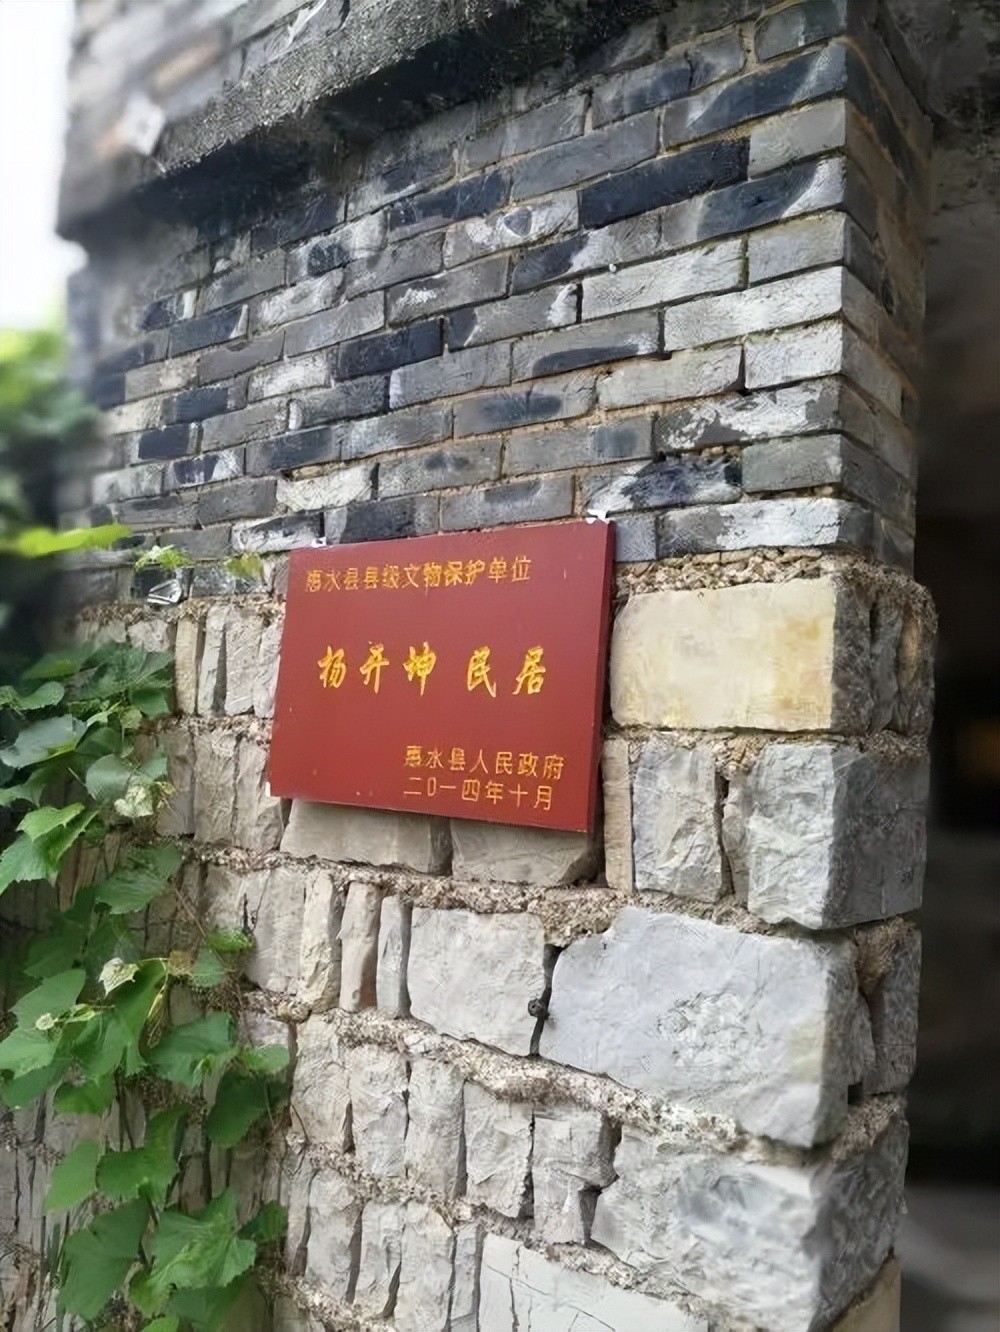 惠水县县级文物保护单位
杨开坤 民居
惠水县人民政府
二0一四年十月